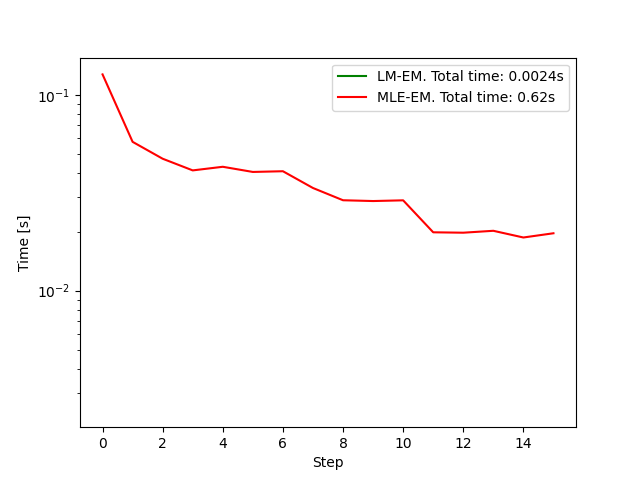 LM-EM. Total time: 0.0024s
MLE-EM. Total time: 0.62s
10⁻¹
10⁻²
Time [s]
0 2 4 6 8 10 12 14
Step